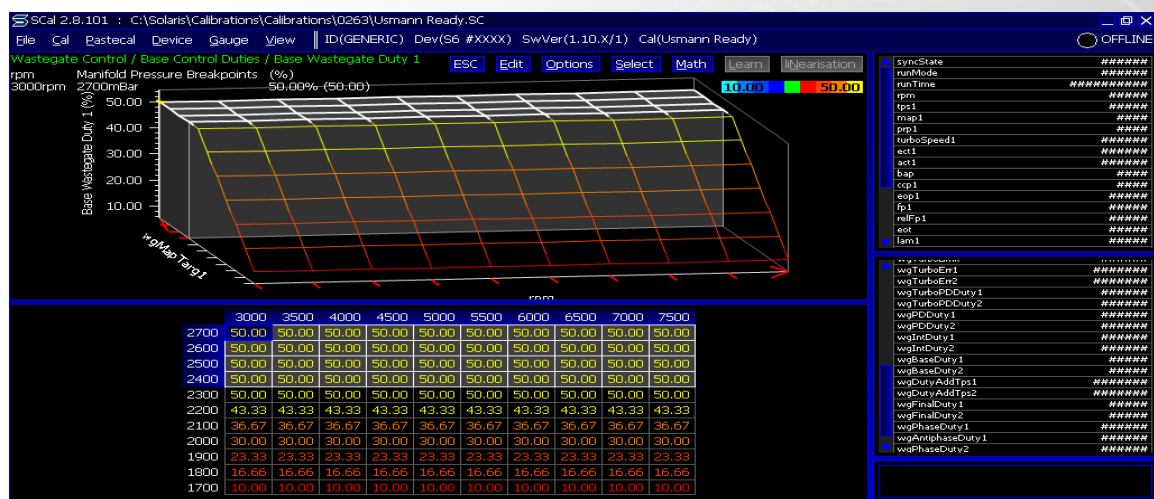 SCal 2.8.101 : C:\Solaris\Calibrations\Calibrations\0263\Usmann Ready.SC
File Cal Pastecal Device Gauge View ID(GENERIC) Dev(S6 #XXXX) SwVer(1.10.X/1) Cal(Usmann Ready) OFFLINE
Wastegate Control / Base Control Duties / Base Wastegate Duty 1
ESC Edit Options Select Math Learn liNearisation
rpm Manifold Pressure Breakpoints (%)
3000rpm 2700mBar 50.00% (50.00)
10.00 50.00
Base Wastegate Duty 1 (%)
50.00
40.00
30.00
20.00
10.00
wgMapTarg1
rpm
3000 3500 4000 4500 5000 5500 6000 6500 7000 7500
2700 50.00 50.00 50.00 50.00 50.00 50.00 50.00 50.00 50.00 50.00
2600 50.00 50.00 50.00 50.00 50.00 50.00 50.00 50.00 50.00 50.00
2500 50.00 50.00 50.00 50.00 50.00 50.00 50.00 50.00 50.00 50.00
2400 50.00 50.00 50.00 50.00 50.00 50.00 50.00 50.00 50.00 50.00
2300 50.00 50.00 50.00 50.00 50.00 50.00 50.00 50.00 50.00 50.00
2200 43.33 43.33 43.33 43.33 43.33 43.33 43.33 43.33 43.33 43.33
2100 36.67 36.67 36.67 36.67 36.67 36.67 36.67 36.67 36.67 36.67
2000 30.00 30.00 30.00 30.00 30.00 30.00 30.00 30.00 30.00 30.00
1900 23.33 23.33 23.33 23.33 23.33 23.33 23.33 23.33 23.33 23.33
1800 16.66 16.66 16.66 16.66 16.66 16.66 16.66 16.66 16.66 16.66
1700 10.00 10.00 10.00 10.00 10.00 10.00 10.00 10.00 10.00 10.00
syncState ######
runMode ######
runTime ###########
rpm #####
tps1 #####
map1 ####
prp1 ####
turboSpeed1 ######
ect1 ######
act1 ######
bap ####
ccp1 ####
eop1 #####
fp1 #####
relFp1 #####
eot #####
lam1 #####
wgTurboErr1 #######
wgTurboErr2 #######
wgTurboPDDuty1 ######
wgTurboPDDuty2 ######
wgPDDuty1 ######
wgPDDuty2 ######
wgIntDuty1 ######
wgIntDuty2 ######
wgBaseDuty1 #####
wgBaseDuty2 #####
wgDutyAddTps1 #######
wgDutyAddTps2 #######
wgFinalDuty1 #####
wgFinalDuty2 #####
wgPhaseDuty1 #####
wgAntiphaseDuty1 ######
wgPhaseDuty2 #####